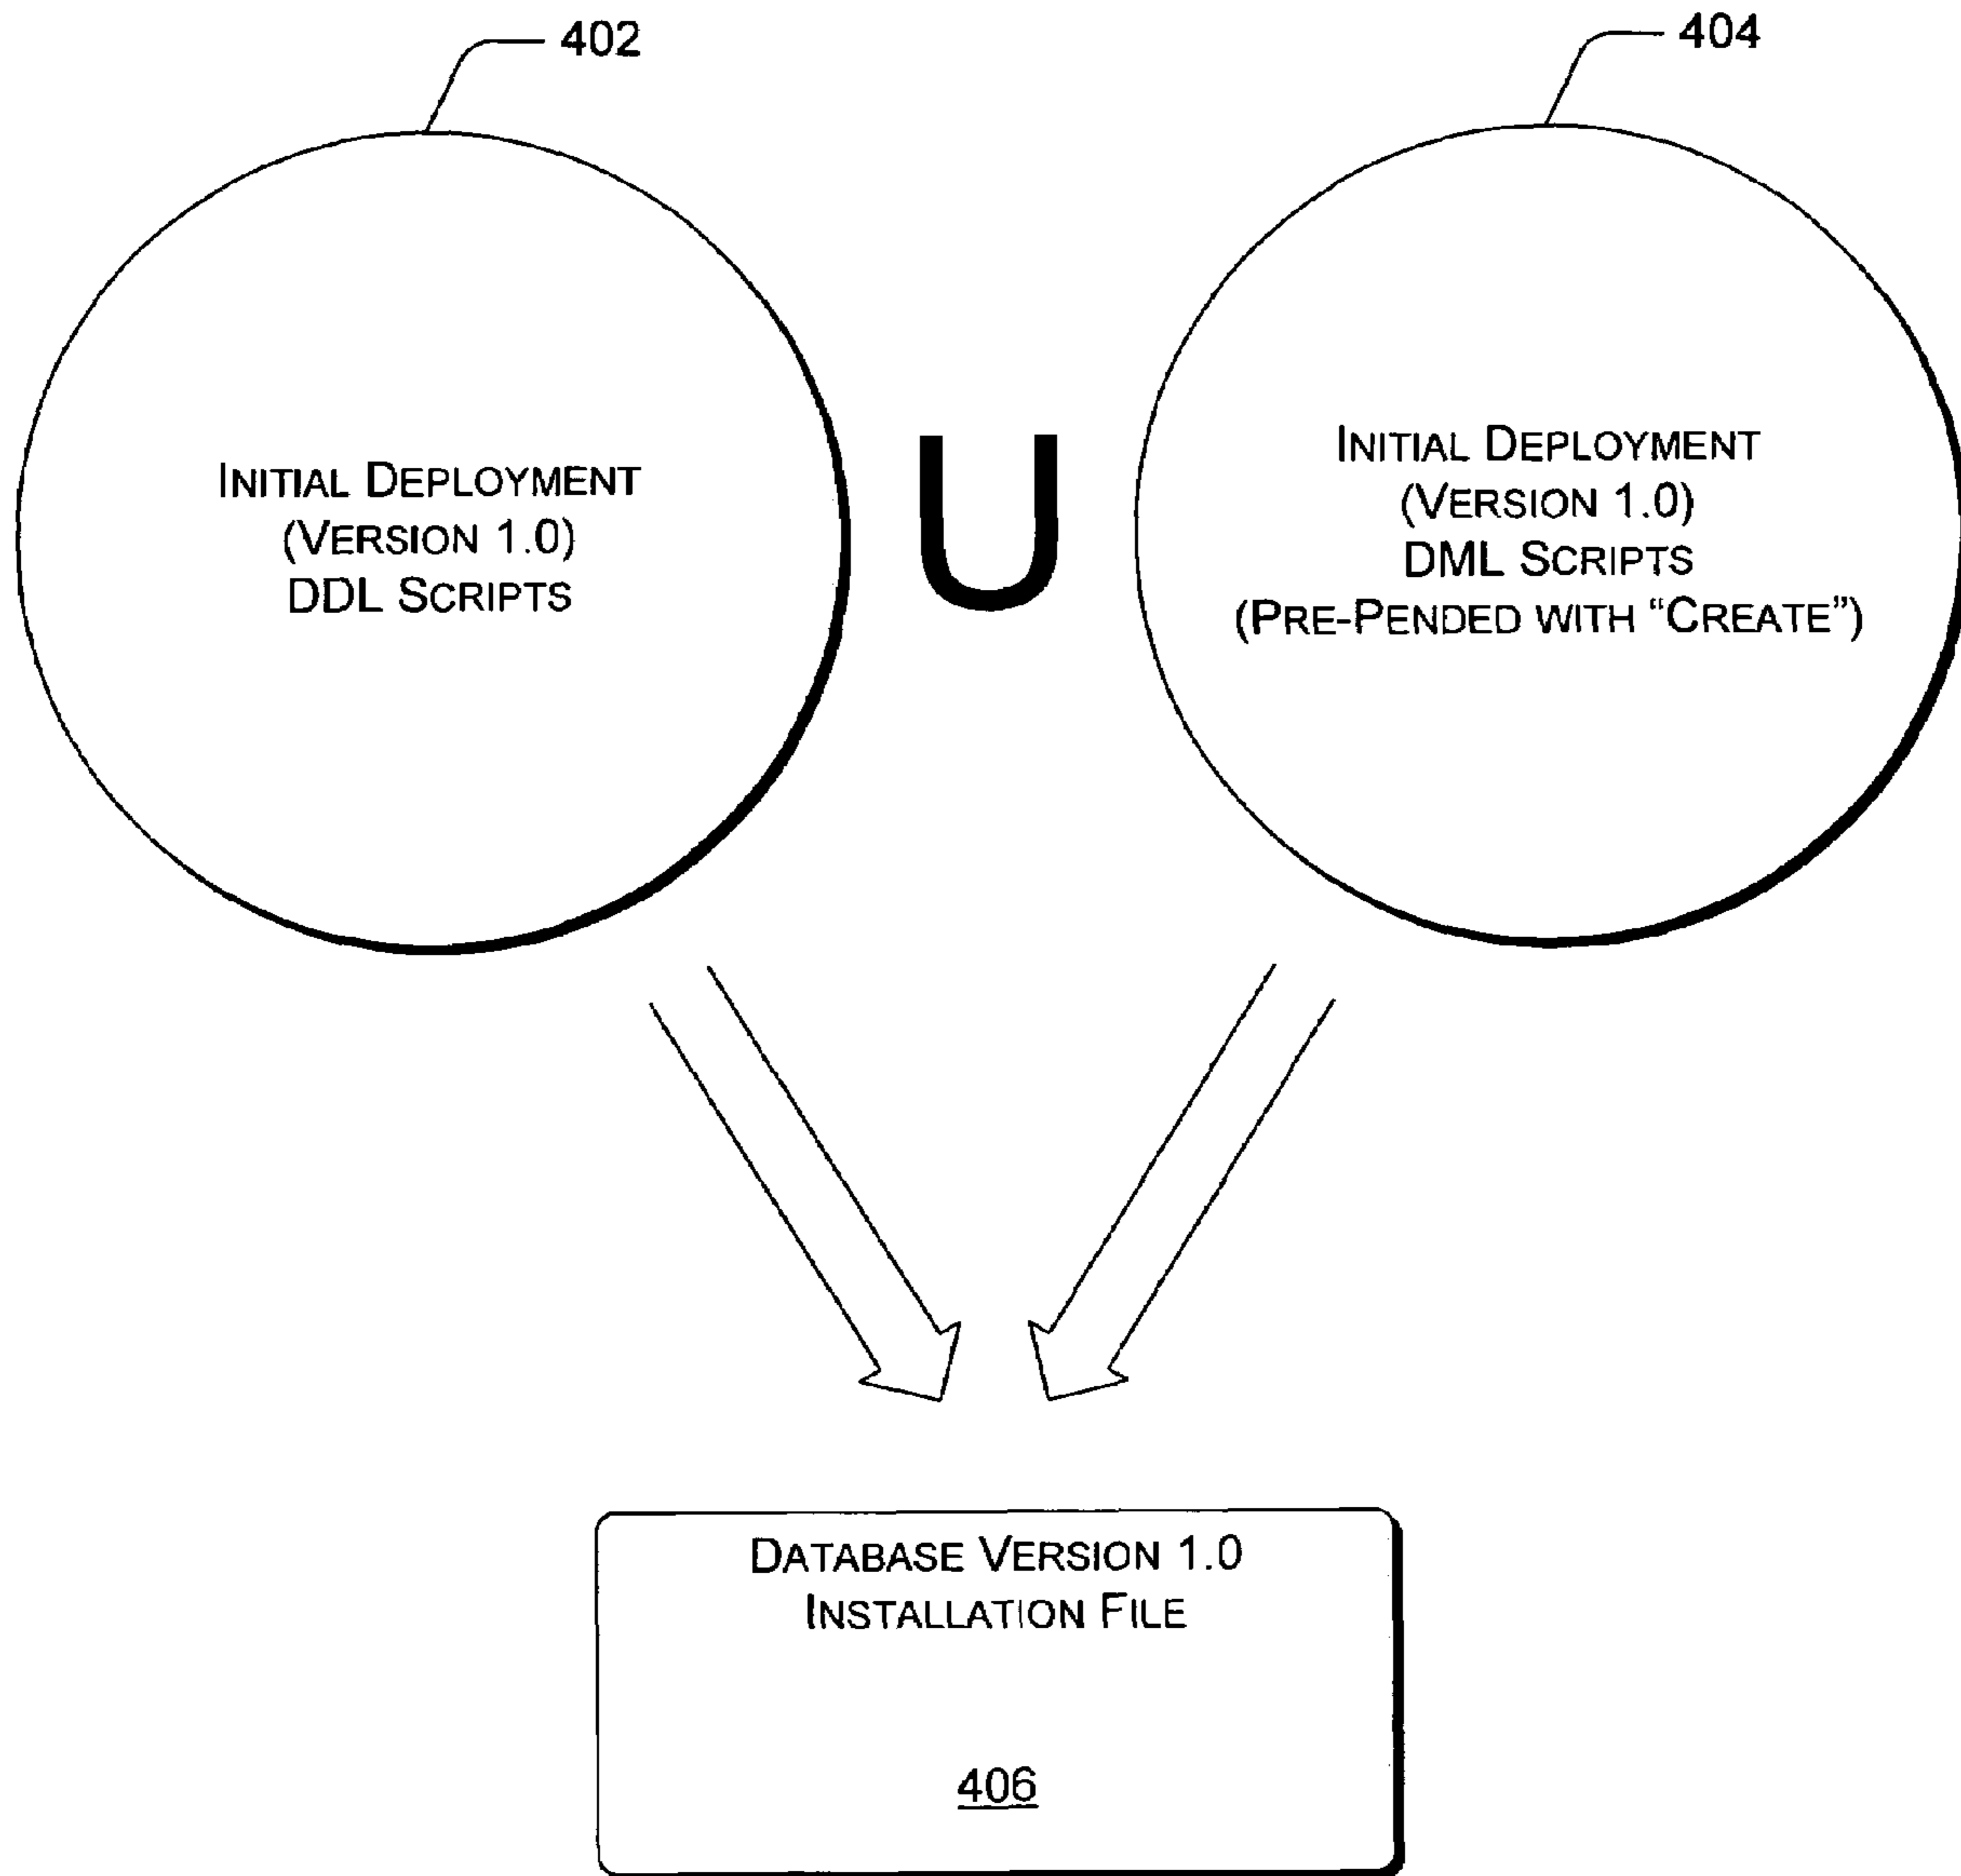 402
404
INITIAL DEPLOYMENT
(VERSION 1.0)
DDL SCRIPTS
U
INITIAL DEPLOYMENT
(VERSION 1.0)
DML SCRIPTS
(PRE-PENDED WITH “CREATE”)
DATABASE VERSION 1.0
INSTALLATION FILE
406